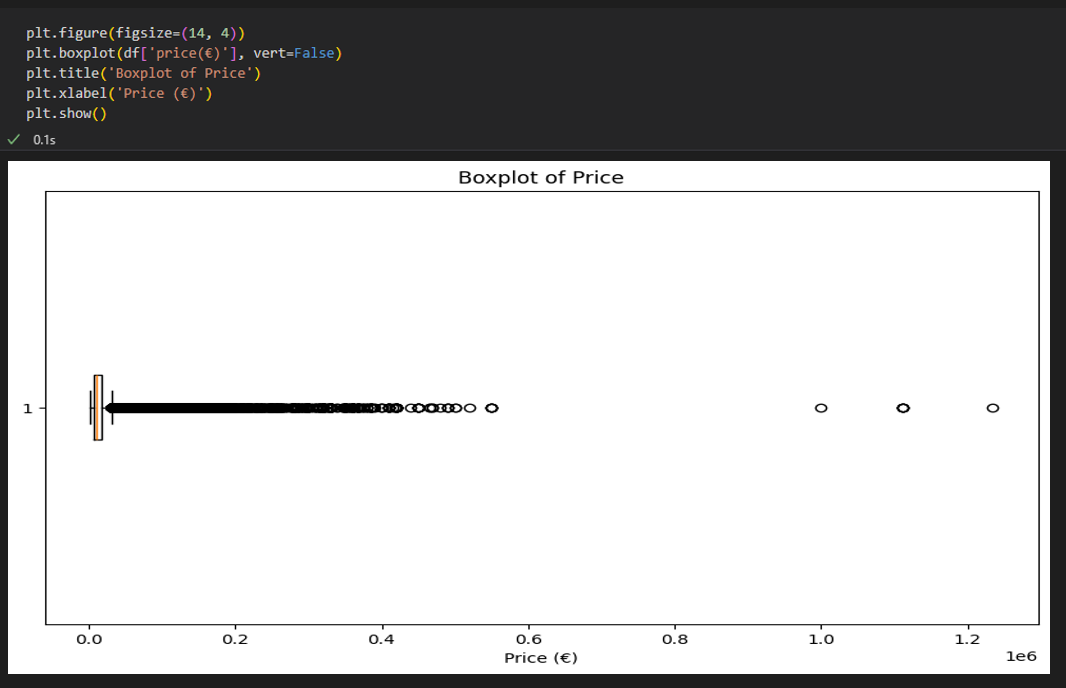 plt.figure(figsize=(14, 4))
plt.boxplot(df['price(€)'], vert=False)
plt.title('Boxplot of Price')
plt.xlabel('Price (€)')
plt.show()
0.1s
Boxplot of Price
1
0.0 0.2 0.4 0.6 0.8 1.0 1.2
Price (€)
1e6